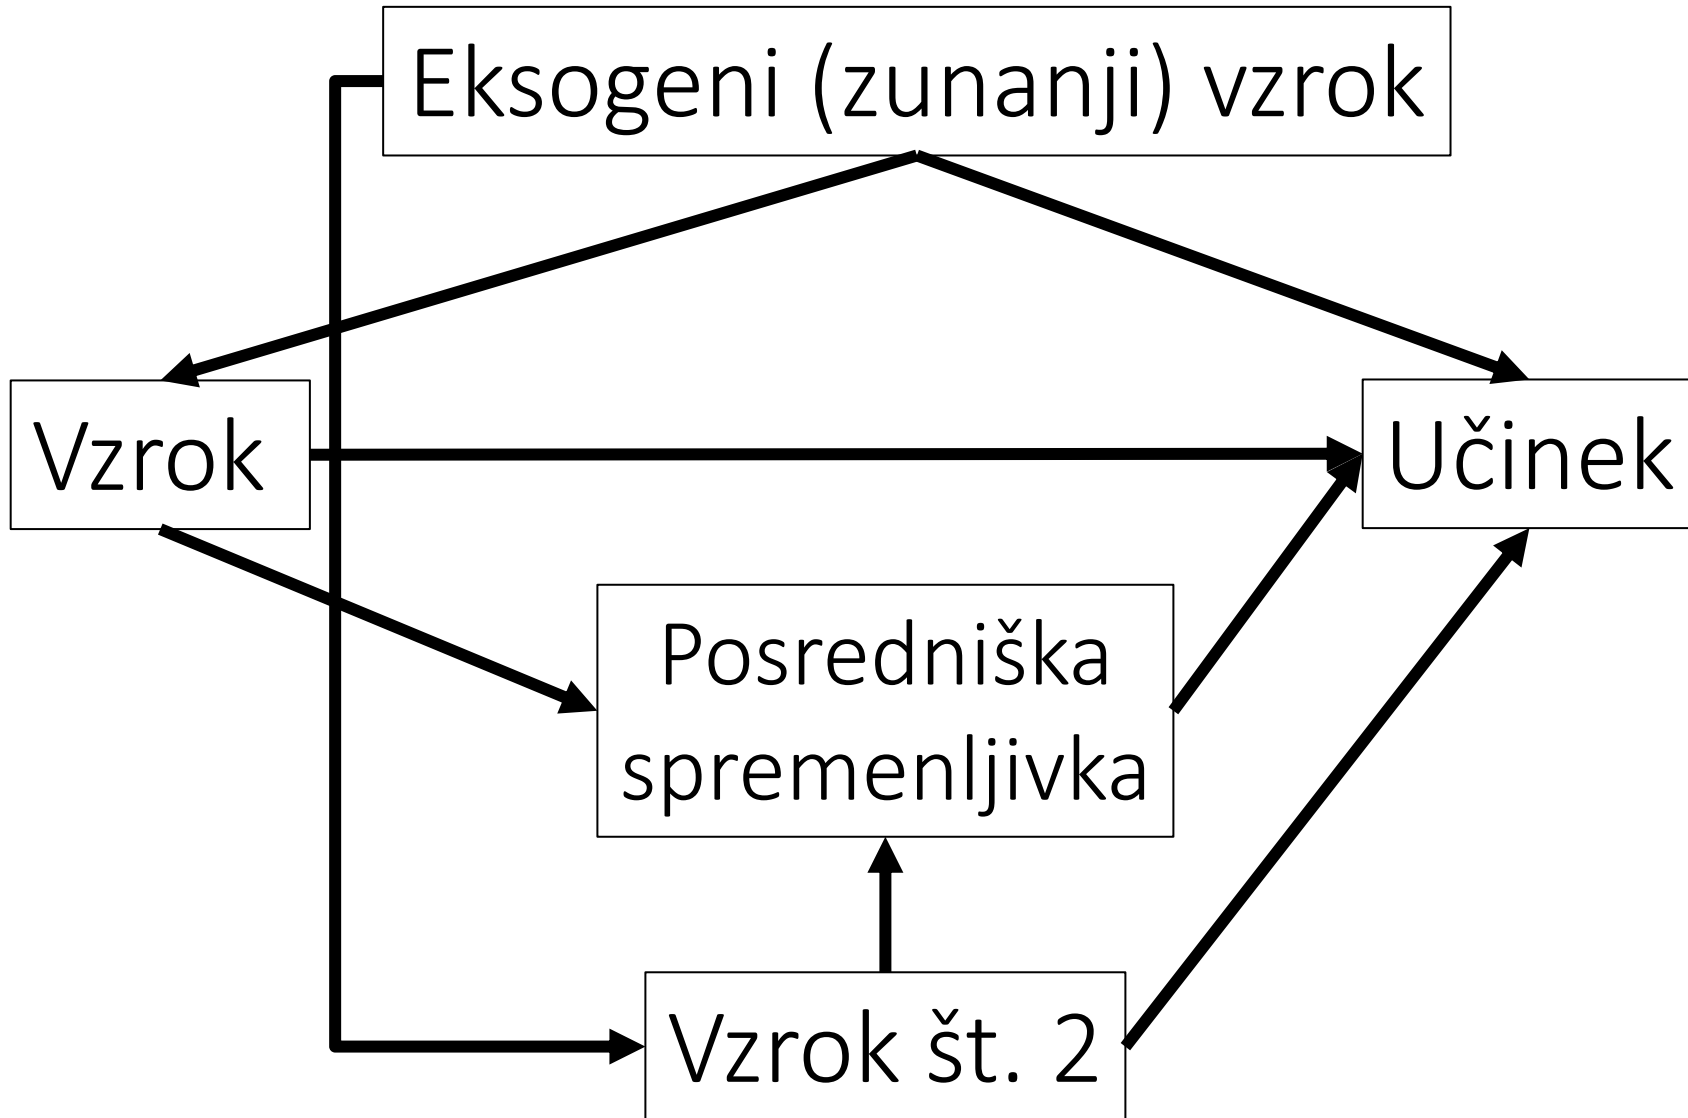 Eksogeni (zunanji) vzrok
Vzrok
Učinek
Posredniška
spremenljivka
Vzrok št. 2